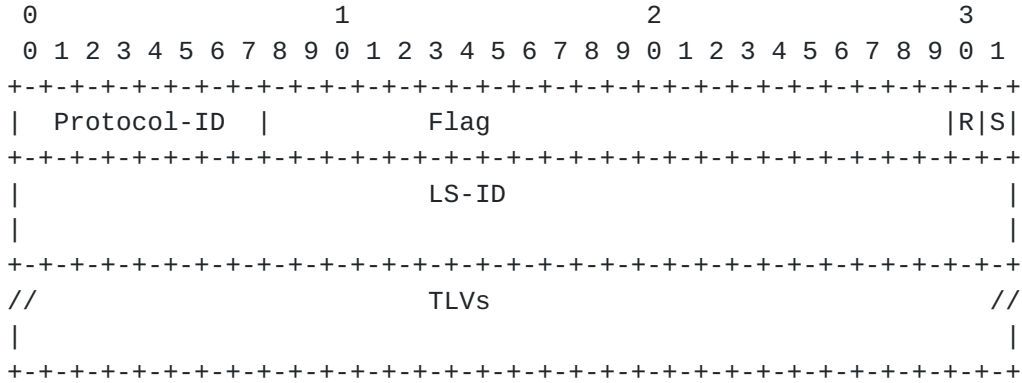 0                   1                   2                   3
 0 1 2 3 4 5 6 7 8 9 0 1 2 3 4 5 6 7 8 9 0 1 2 3 4 5 6 7 8 9 0 1
+-+-+-+-+-+-+-+-+-+-+-+-+-+-+-+-+-+-+-+-+-+-+-+-+-+-+-+-+-+-+-+-+
|  Protocol-ID  |          Flag                             |R|S|
+-+-+-+-+-+-+-+-+-+-+-+-+-+-+-+-+-+-+-+-+-+-+-+-+-+-+-+-+-+-+-+-+
|                          LS-ID                                |
|                                                               |
+-+-+-+-+-+-+-+-+-+-+-+-+-+-+-+-+-+-+-+-+-+-+-+-+-+-+-+-+-+-+-+-+
//                         TLVs                                //
|                                                               |
+-+-+-+-+-+-+-+-+-+-+-+-+-+-+-+-+-+-+-+-+-+-+-+-+-+-+-+-+-+-+-+-+